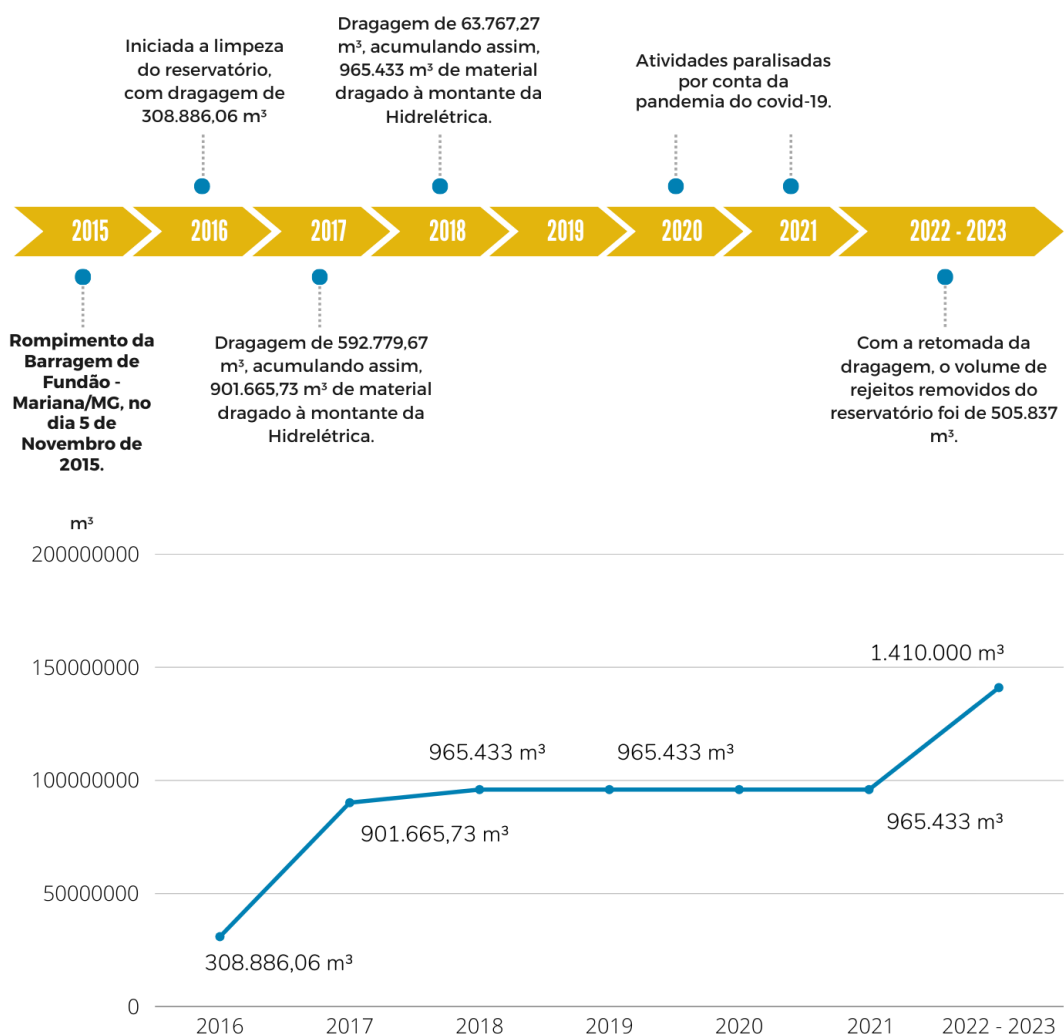 Iniciada a limpeza
do reservatório,
com dragagem de
308.886,06 m³
Dragagem de 63.767,27
m³, acumulando assim,
965.433 m³ de material
dragado à montante da
Hidrelétrica.
Atividades paralisadas
por conta da
pandemia do covid-19.
2015
2016
2017
2018
2019
2020
2021
2022 - 2023
Rompimento da
Barragem de
Fundão -
Mariana/MG, no
dia 5 de
Novembro de
2015.
Dragagem de 592.779,67
m³, acumulando assim,
901.665,73 m³ de material
dragado à montante da
Hidrelétrica.
Com a retomada da
dragagem, o volume de
rejeitos removidos do
reservatório foi de 505.837
m³.
m³
200000000
150000000
100000000
50000000
0
308.886,06 m³
901.665,73 m³
965.433 m³
965.433 m³
965.433 m³
1.410.000 m³
2016
2017
2018
2019
2020
2021
2022 - 2023